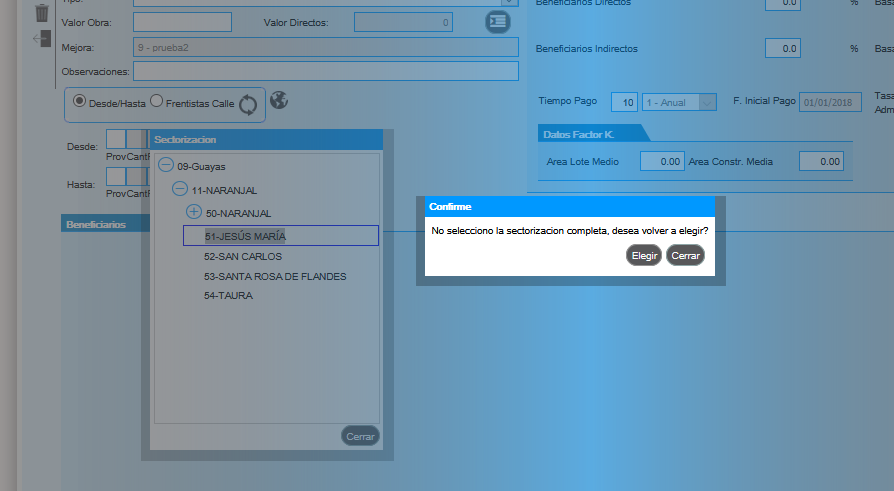 Tipo:
Valor Obra:
Valor Directos:
0
Mejora:
9 - prueba2
Observaciones:
Desde/Hasta
Frentistas Calle
Desde:
ProvCant
Hasta:
ProvCant
Beneficiarios
Sectorizacion
09-Guayas
11-NARANJAL
50-NARANJAL
51-JESÚS MARÍA
52-SAN CARLOS
53-SANTA ROSA DE FLANDES
54-TAURA
Cerrar
Beneficiarios Directos
0.0
%
Beneficiarios Indirectos
0.0
%
Tiempo Pago
10
1 - Anual
F. Inicial Pago
01/01/2018
Datos Factor K.
Area Lote Medio
0.00
Area Constr. Media
0.00
Confirme
No selecciono la sectorizacion completa, desea volver a elegir?
Elegir
Cerrar